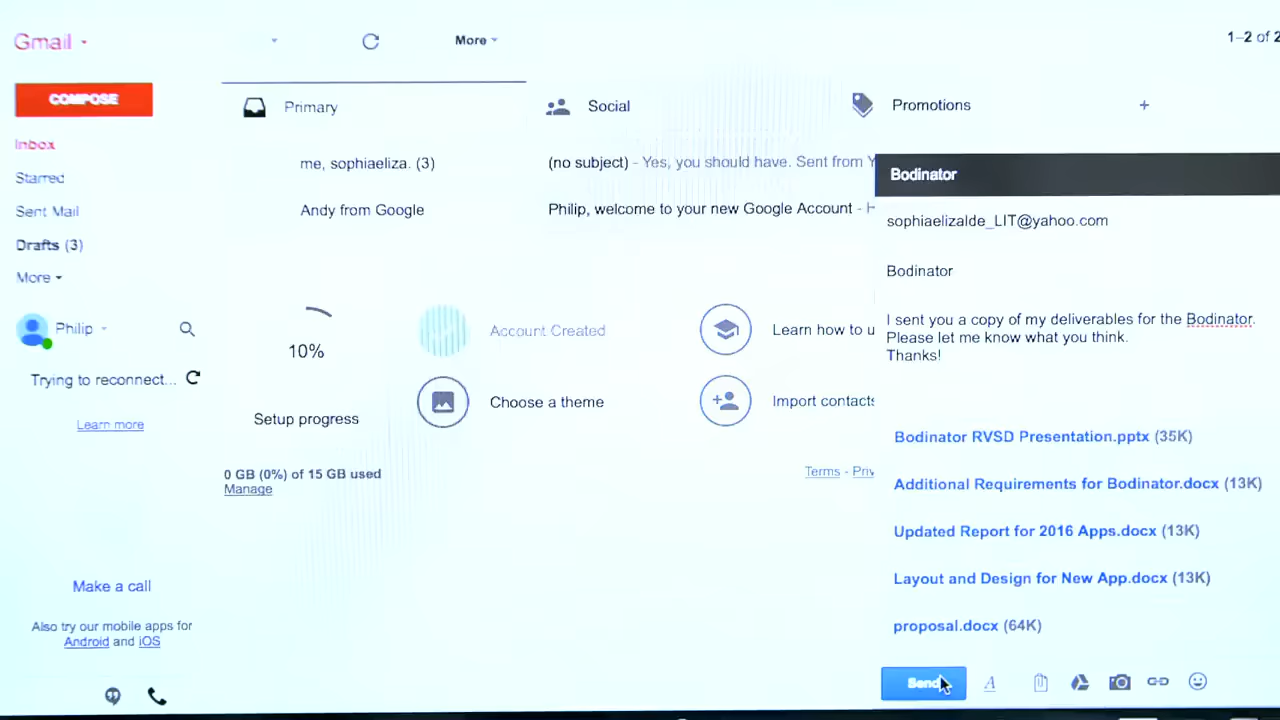 Gmail
More
1–2 of 2
COMPOSE
Primary
Social
Promotions
+
Inbox
me, sophiaeliza. (3)
(no subject) - Yes, you should have. Sent from Y
Starred
Sent Mail
Andy from Google
Philip, welcome to your new Google Account - H
Drafts (3)
More
Philip
10%
Account Created
Learn how to u
Trying to reconnect...
Learn more
Setup progress
Choose a theme
Import contacts
0 GB (0%) of 15 GB used
Manage
Terms - Priv
Make a call
Also try our mobile apps for
Android and iOS
Bodinator
sophiaelizalde_LIT@yahoo.com
Bodinator
I sent you a copy of my deliverables for the Bodinator.
Please let me know what you think.
Thanks!
Bodinator RVSD Presentation.pptx (35K)
Additional Requirements for Bodinator.docx (13K)
Updated Report for 2016 Apps.docx (13K)
Layout and Design for New App.docx (13K)
proposal.docx (64K)
Send
A